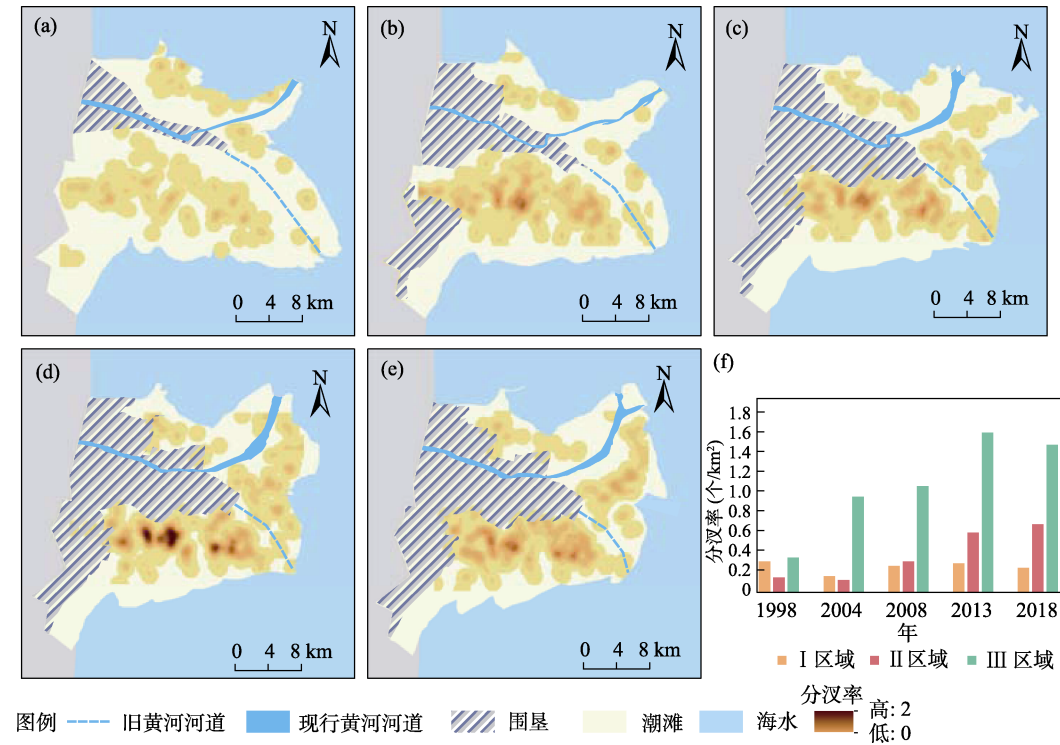 (a)
N
0 4 8 km
(b)
N
0 4 8 km
(c)
N
0 4 8 km
(d)
N
0 4 8 km
(e)
N
0 4 8 km
(f)
分汊率 (个/km²)
1.8
1.6
1.4
1.2
1.0
0.8
0.6
0.4
0.2
0
1998 2004 2008 2013 2018
年
Ⅰ区域 Ⅱ区域 Ⅲ区域
图例 旧黄河河道 现行黄河河道 围垦 潮滩 海水 分汊率
高: 2
低: 0